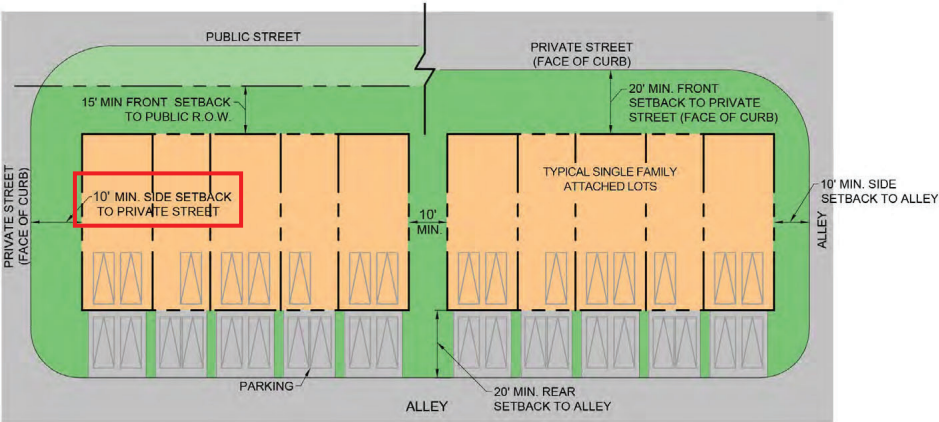 PUBLIC STREET
PRIVATE STREET
(FACE OF CURB)
15' MIN FRONT SETBACK
TO PUBLIC R.O.W.
20' MIN. FRONT
SETBACK TO PRIVATE
STREET (FACE OF CURB)
TYPICAL SINGLE FAMILY
ATTACHED LOTS
PRIVATE STREET
(FACE OF CURB)
10' MIN. SIDE SETBACK
TO PRIVATE STREET
10'
MIN.
10' MIN. SIDE
SETBACK TO ALLEY
ALLEY
PARKING
20' MIN. REAR
SETBACK TO ALLEY
ALLEY